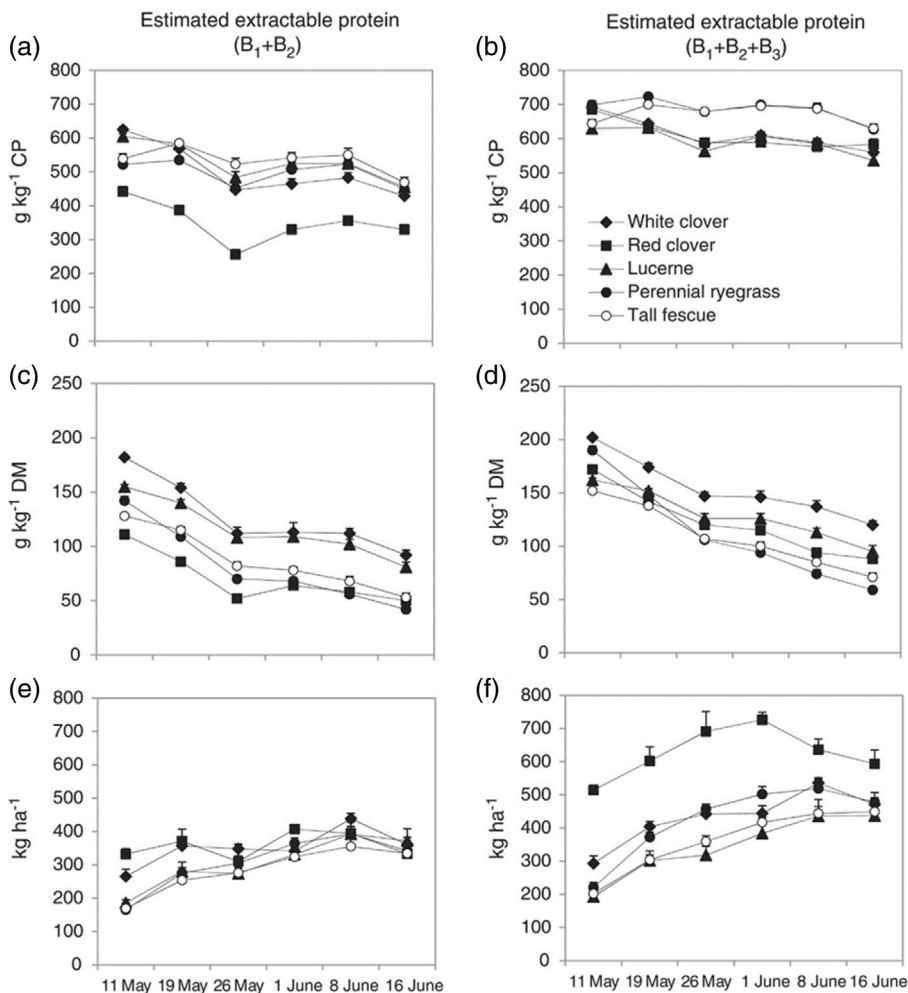 Estimated extractable protein
(B₁+B₂)
(a)
g kg⁻¹ CP
800
700
600
500
400
300
200
100
0
Estimated extractable protein
(B₁+B₂+B₃)
(b)
g kg⁻¹ CP
800
700
600
500
400
300
200
100
0
White clover
Red clover
Lucerne
Perennial ryegrass
Tall fescue
(c)
g kg⁻¹ DM
250
200
150
100
50
0
(d)
g kg⁻¹ DM
250
200
150
100
50
0
(e)
kg ha⁻¹
800
700
600
500
400
300
200
100
0
11 May 19 May 26 May 1 June 8 June 16 June
(f)
kg ha⁻¹
800
700
600
500
400
300
200
100
0
11 May 19 May 26 May 1 June 8 June 16 June